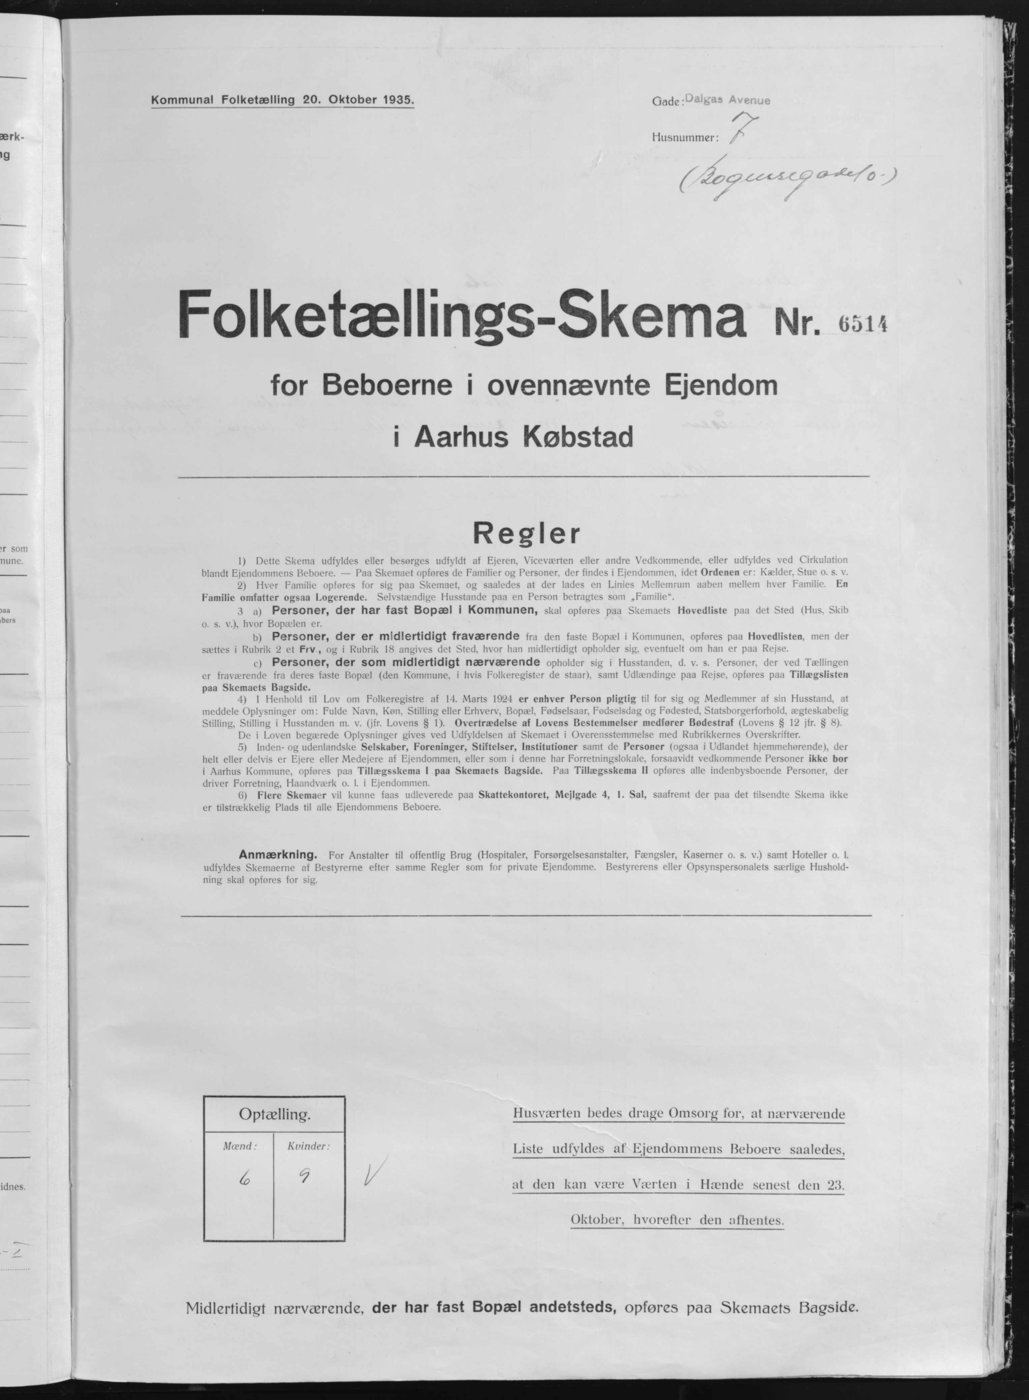 Kommunal Folketælling 20. Oktober 1935.
Gade: Dalgas Avenue
Husnummer: 7
Folketællings-Skema Nr. 6514
for Beboerne i ovennævnte Ejendom
i Aarhus Købstad
Regler
1) Dette Skema udfyldes eller besørges udfyldt af Ejeren, Viceværten eller andre Vedkommende, eller udfyldes ved Cirkulation
blandt Ejendommens Beboere. — Paa Skemaet opføres de Familier og Personer, der findes i Ejendommen, idet Ordenen er: Kælder, Stue o. s. v.
2) Hver Familie opføres for sig paa Skemaet, og saaledes at der lades en Linies Mellemrum aaben mellem hver Familie. En
Familie omfatter ogsaa Logerende. Selvstændige Husstande paa en Person betragtes som „Familie“.
3 a) Personer, der har fast Bopæl i Kommunen, skal opføres paa Skemaets Hovedliste paa det Sted (Hus, Skib
o. s. v.), hvor Bopælen er.
b) Personer, der er midlertidigt fraværende fra den faste Bopæl i Kommunen, opføres paa Hovedlisten, men der
sættes i Rubrik 2 et Frv., og i Rubrik 18 angives det Sted, hvor han midlertidigt opholder sig, eventuelt om han er paa Rejse.
c) Personer, der som midlertidigt nærværende opholder sig i Husstanden, d. v. s. Personer, der ved Tællingen
er fraværende fra deres faste Bopæl (den Kommune, i hvis Folkeregister de staar), samt Udlændinge paa Rejse, opføres paa Tillægslisten
paa Skemaets Bagside.
4) I Henhold til Lov om Folkeregistre af 14. Marts 1924 er enhver Person pligtig til for sig og Medlemmer af sin Husstand, at
meddele Oplysninger om: Fulde Navn, Køn, Stilling eller Erhverv, Bopæl, Fødselsaar, Fødselsdag og Fødested, Statsborgerforhold, ægteskabelig
Stilling, Stilling i Husstanden m. v. (jfr. Lovens § 1). Overtrædelse af Lovens Bestemmelser medfører Bødestraf (Lovens § 12 jfr. § 8).
De i Loven begærede Oplysninger gives ved Udfyldelsen af Skemaet i Overensstemmelse med Rubrikkernes Overskrifter.
5) Inden- og udenlandske Selskaber, Foreninger, Stiftelser, Institutioner samt de Personer (ogsaa i Udlandet hjemmehørende), der
helt eller delvis er Ejere eller Medejere af Ejendommen, eller som i denne har Forretningslokale, forsaavidt vedkommende Personer ikke bor
i Aarhus Kommune, opføres paa Tillægsskema I paa Skemaets Bagside. Paa Tillægsskema II opføres alle indenbysboende Personer, der
driver Forretning, Haandværk o. l. i Ejendommen.
6) Flere Skemaer vil kunne faas udleverede paa Skattekontoret, Mejlgade 4, 1. Sal, saafremt der paa det tilsendte Skema ikke
er tilstrækkelig Plads til alle Ejendommens Beboere.
Anmærkning. For Anstalter til offentlig Brug (Hospitaler, Forsørgelsesanstalter, Fængsler, Kaserner o. s. v.) samt Hoteller o. l.
udfyldes Skemaerne af Bestyrerne efter samme Regler som for private Ejendomme. Bestyrerens eller Opsynspersonalets særlige Hushold-
ning skal opføres for sig.
Optælling.
Mænd: Kvinder:
6 9
Husværten bedes drage Omsorg for, at nærværende
Liste udfyldes af Ejendommens Beboere saaledes,
at den kan være Værten i Hænde senest den 23.
Oktober, hvorefter den afhentes.
Midlertidigt nærværende, der har fast Bopæl andetsteds, opføres paa Skemaets Bagside.